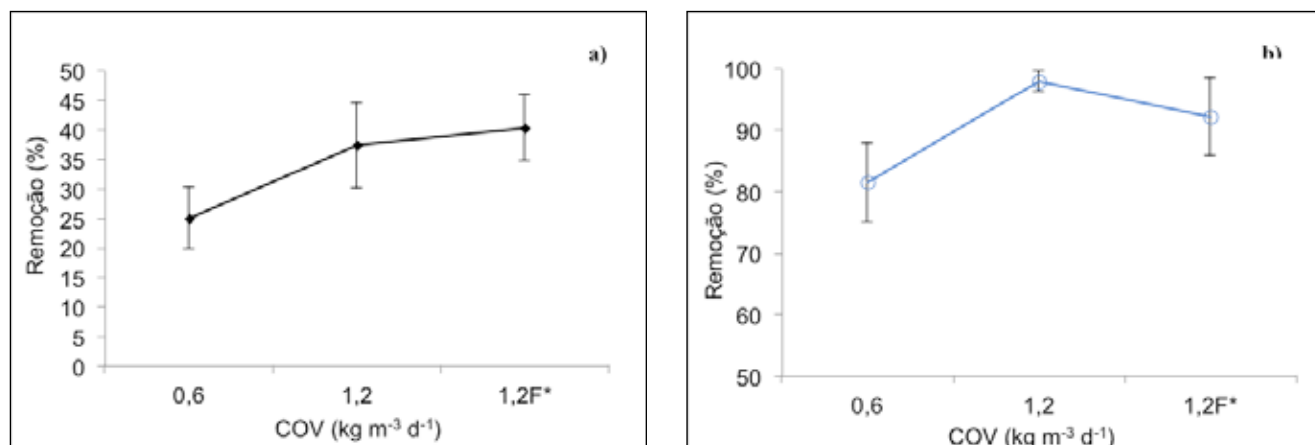 a)
50
45
40
35
30
25
20
15
10
5
0
Remoção (%)
0,6 1,2 1,2F*
COV (kg m-3 d-1)
b)
100
90
80
70
60
50
Remoção (%)
0,6 1,2 1,2F*
COV (kg m-3 d-1)